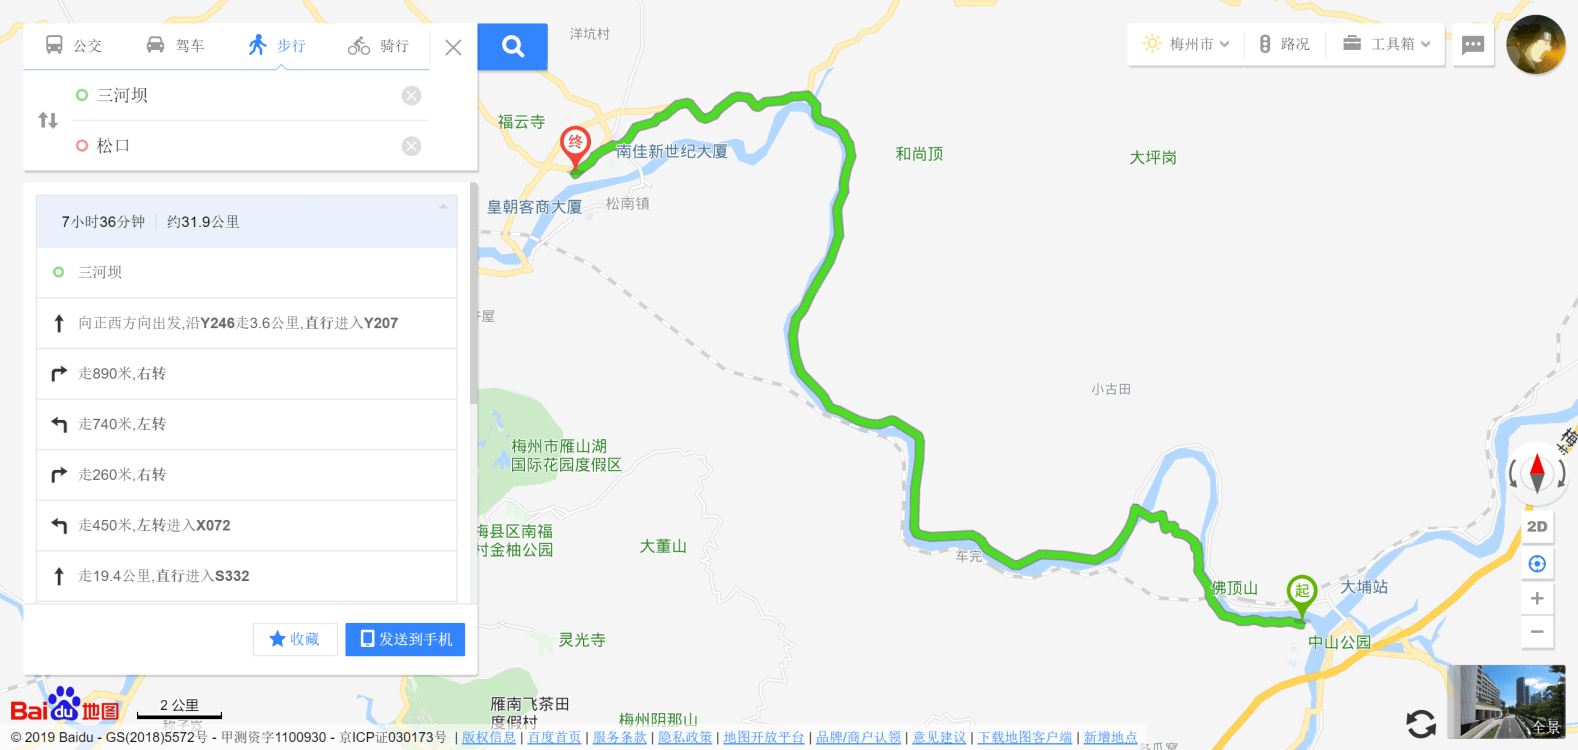 公交
驾车
步行
骑行
三河坝
松口
7小时36分钟 约31.9公里
三河坝
向正西方向出发,沿Y246走3.6公里,直行进入Y207
走890米,右转
走740米,左转
走260米,右转
走450米,左转进入X072
走19.4公里,直行进入S332
收藏
发送到手机
梅州市
路况
工具箱
洋坑村
福云寺
终
南佳新世纪大厦
和尚顶
大坪岗
皇朝客商大厦
松南镇
小古田
梅州市雁山湖
国际花园度假区
梅县区南福
村金柚公园
大董山
车完
佛顶山
起
大埔站
中山公园
灵光寺
雁南飞茶田
度假村
梅州阴那山
2D
全景
Bai du 地图
2 公里
© 2019 Baidu - GS(2018)5572号 - 甲测资字1100930 - 京ICP证030173号 | 版权信息 | 百度首页 | 服务条款 | 隐私政策 | 地图开放平台 | 品牌/商户认领 | 意见建议 | 下载地图客户端 | 新增地点